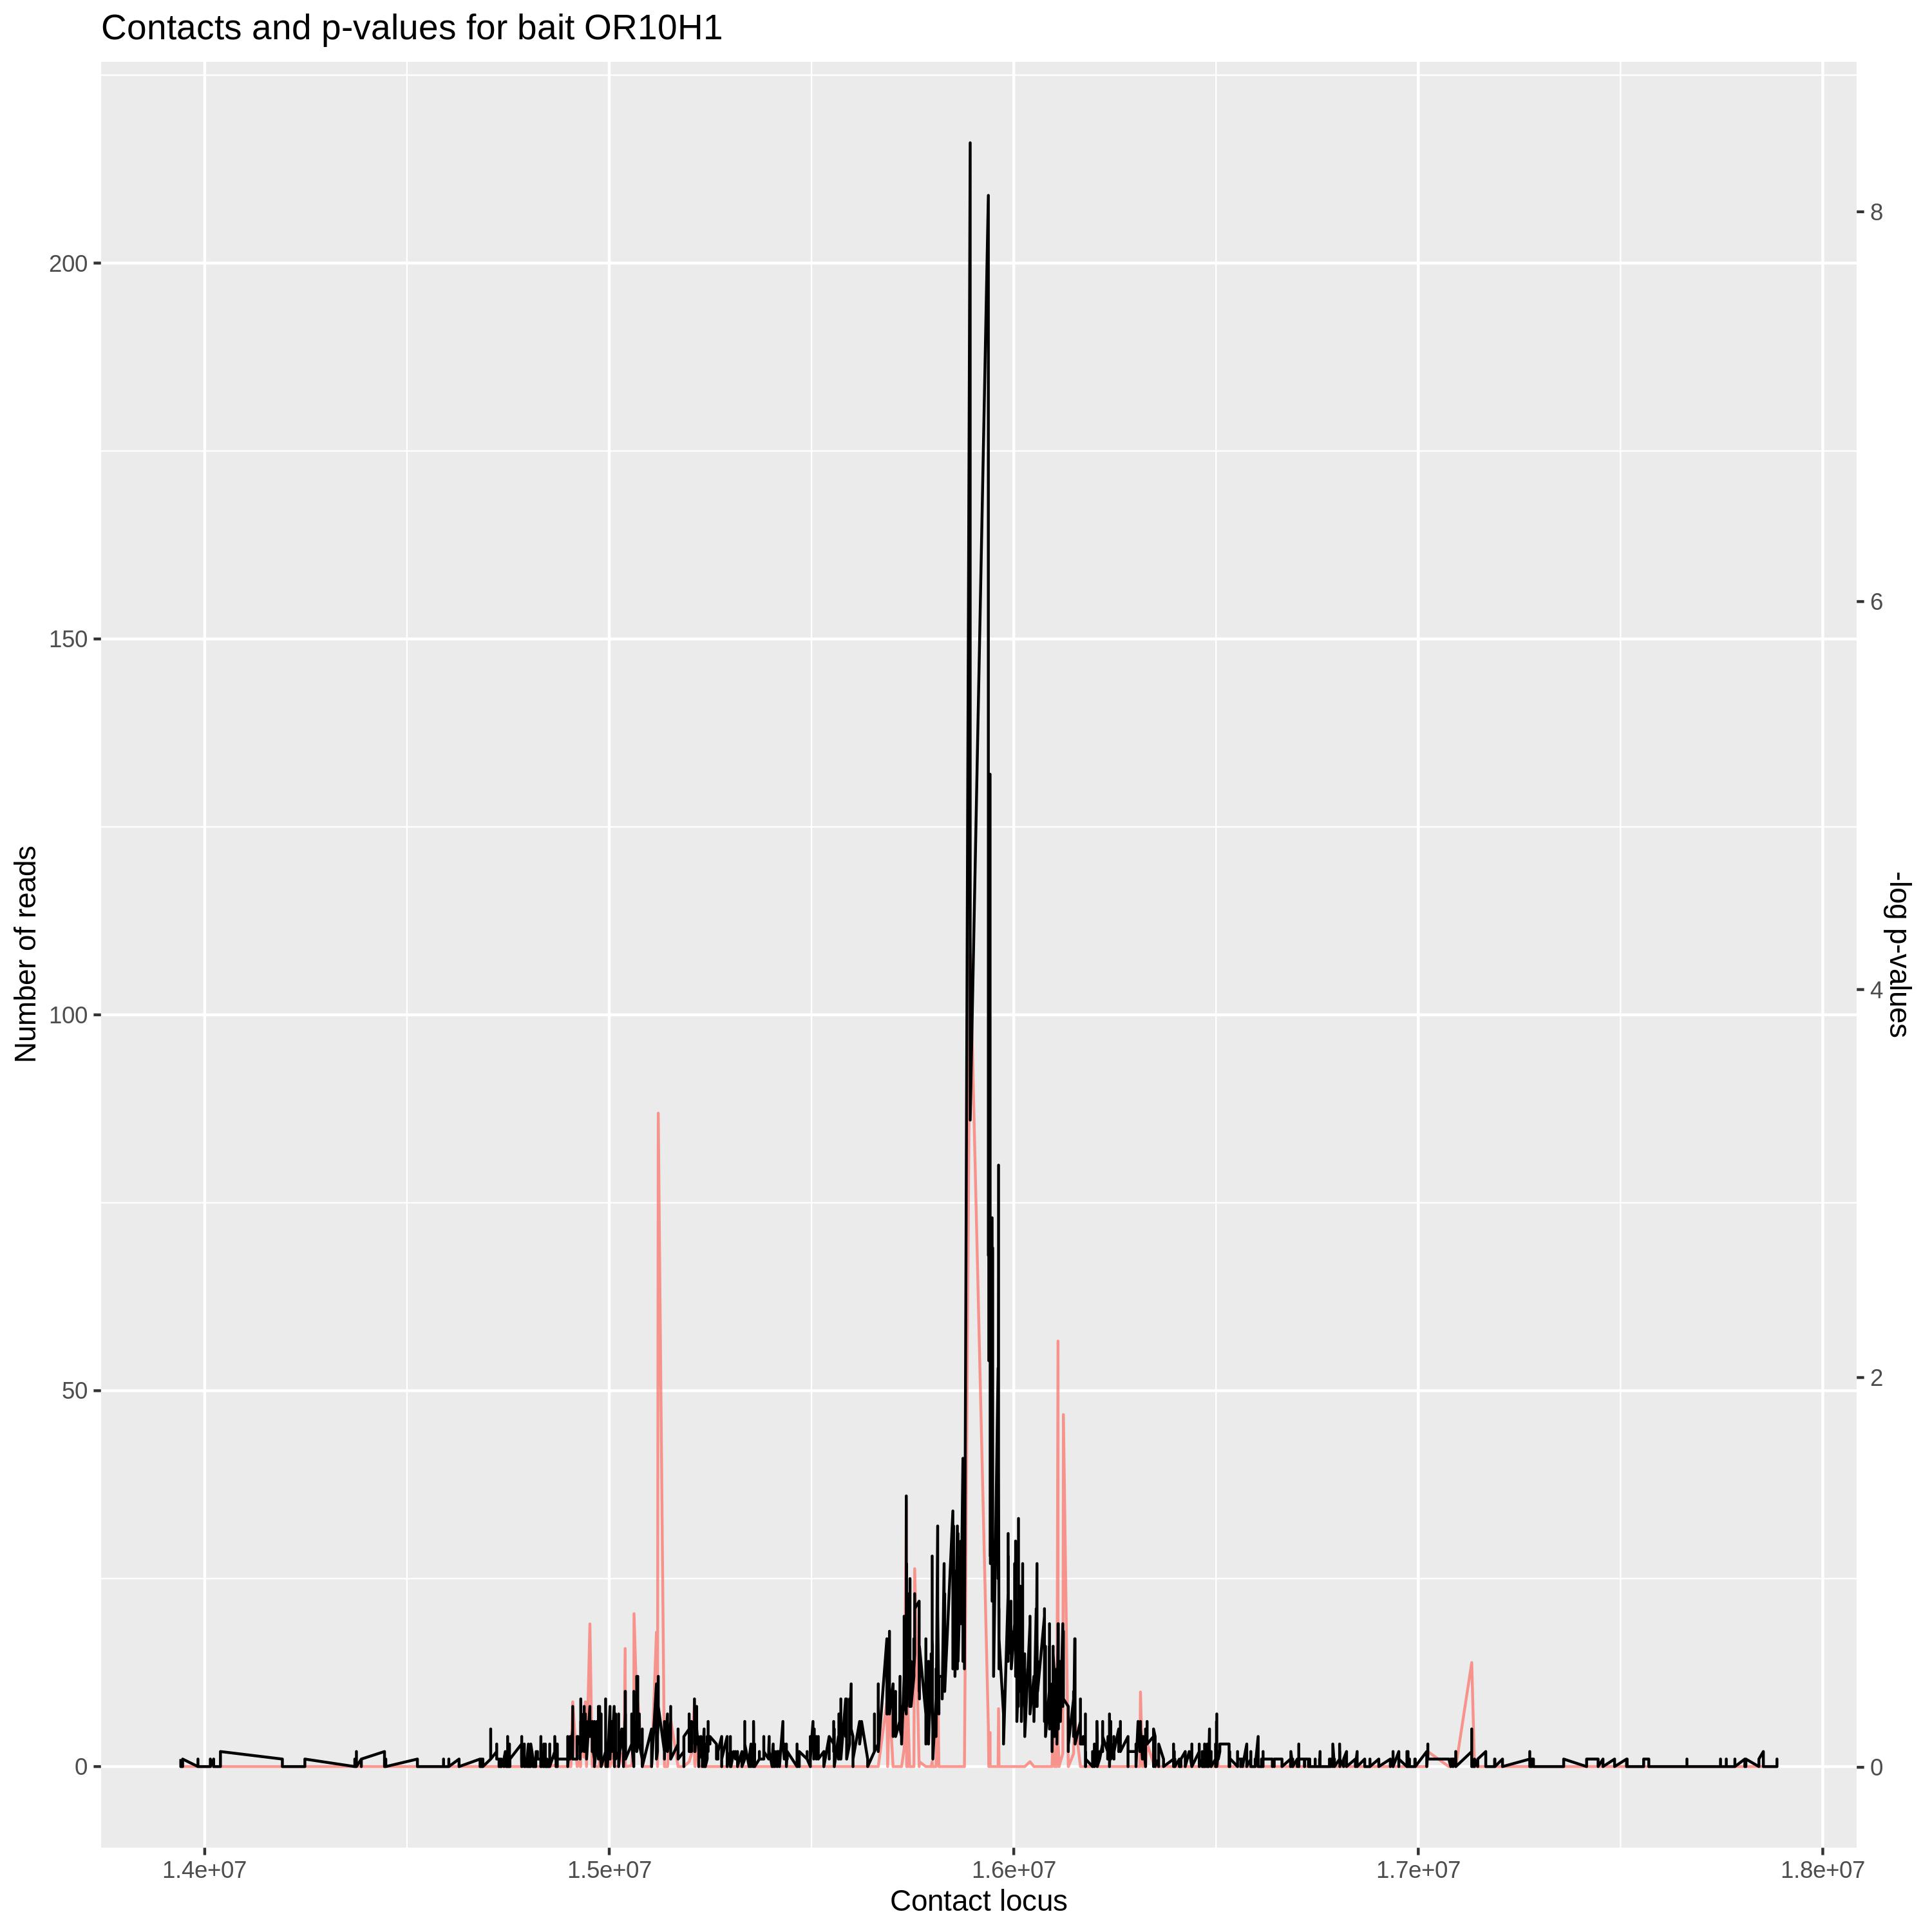 Contacts and p-values for bait OR10H1
200
150
100
50
0
Number of reads
8
6
4
2
0
-log p-values
1.4e+07 1.5e+07 1.6e+07 1.7e+07 1.8e+07
Contact locus